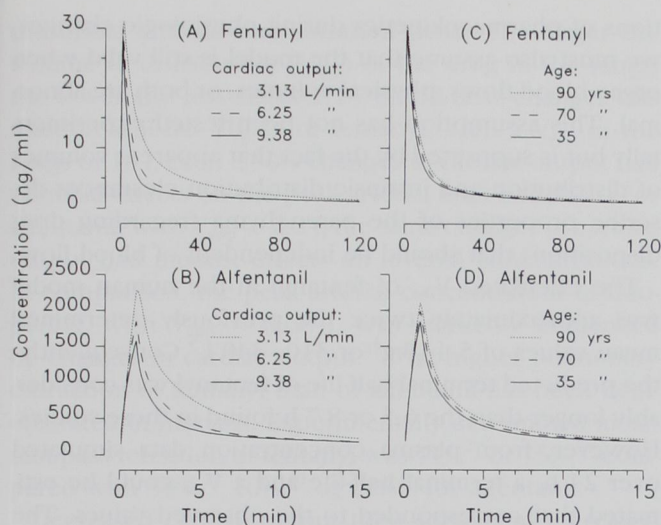 Concentration (ng/ml)
(A) Fentanyl
30
20
10
0
Cardiac output:
3.13 L/min
6.25 "
9.38 "
0 40 80 120
(C) Fentanyl
Age:
90 yrs
70 "
35 "
0 40 80 120
(B) Alfentanil
2500
2000
1500
1000
500
0
Cardiac output:
3.13 L/min
6.25 "
9.38 "
0 5 10 15
Time (min)
(D) Alfentanil
Age:
90 yrs
70 "
35 "
0 5 10 15
Time (min)